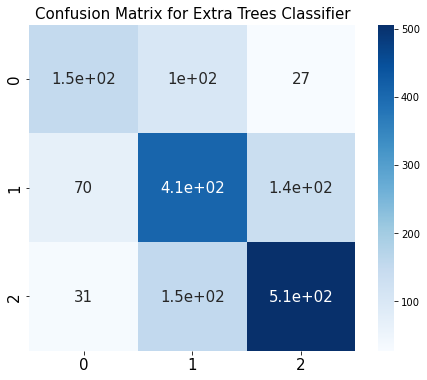 Confusion Matrix for Extra Trees Classifier
0 1.5e+02 1e+02 27
1 70 4.1e+02 1.4e+02
2 31 1.5e+02 5.1e+02
0 1 2
500
400
300
200
100